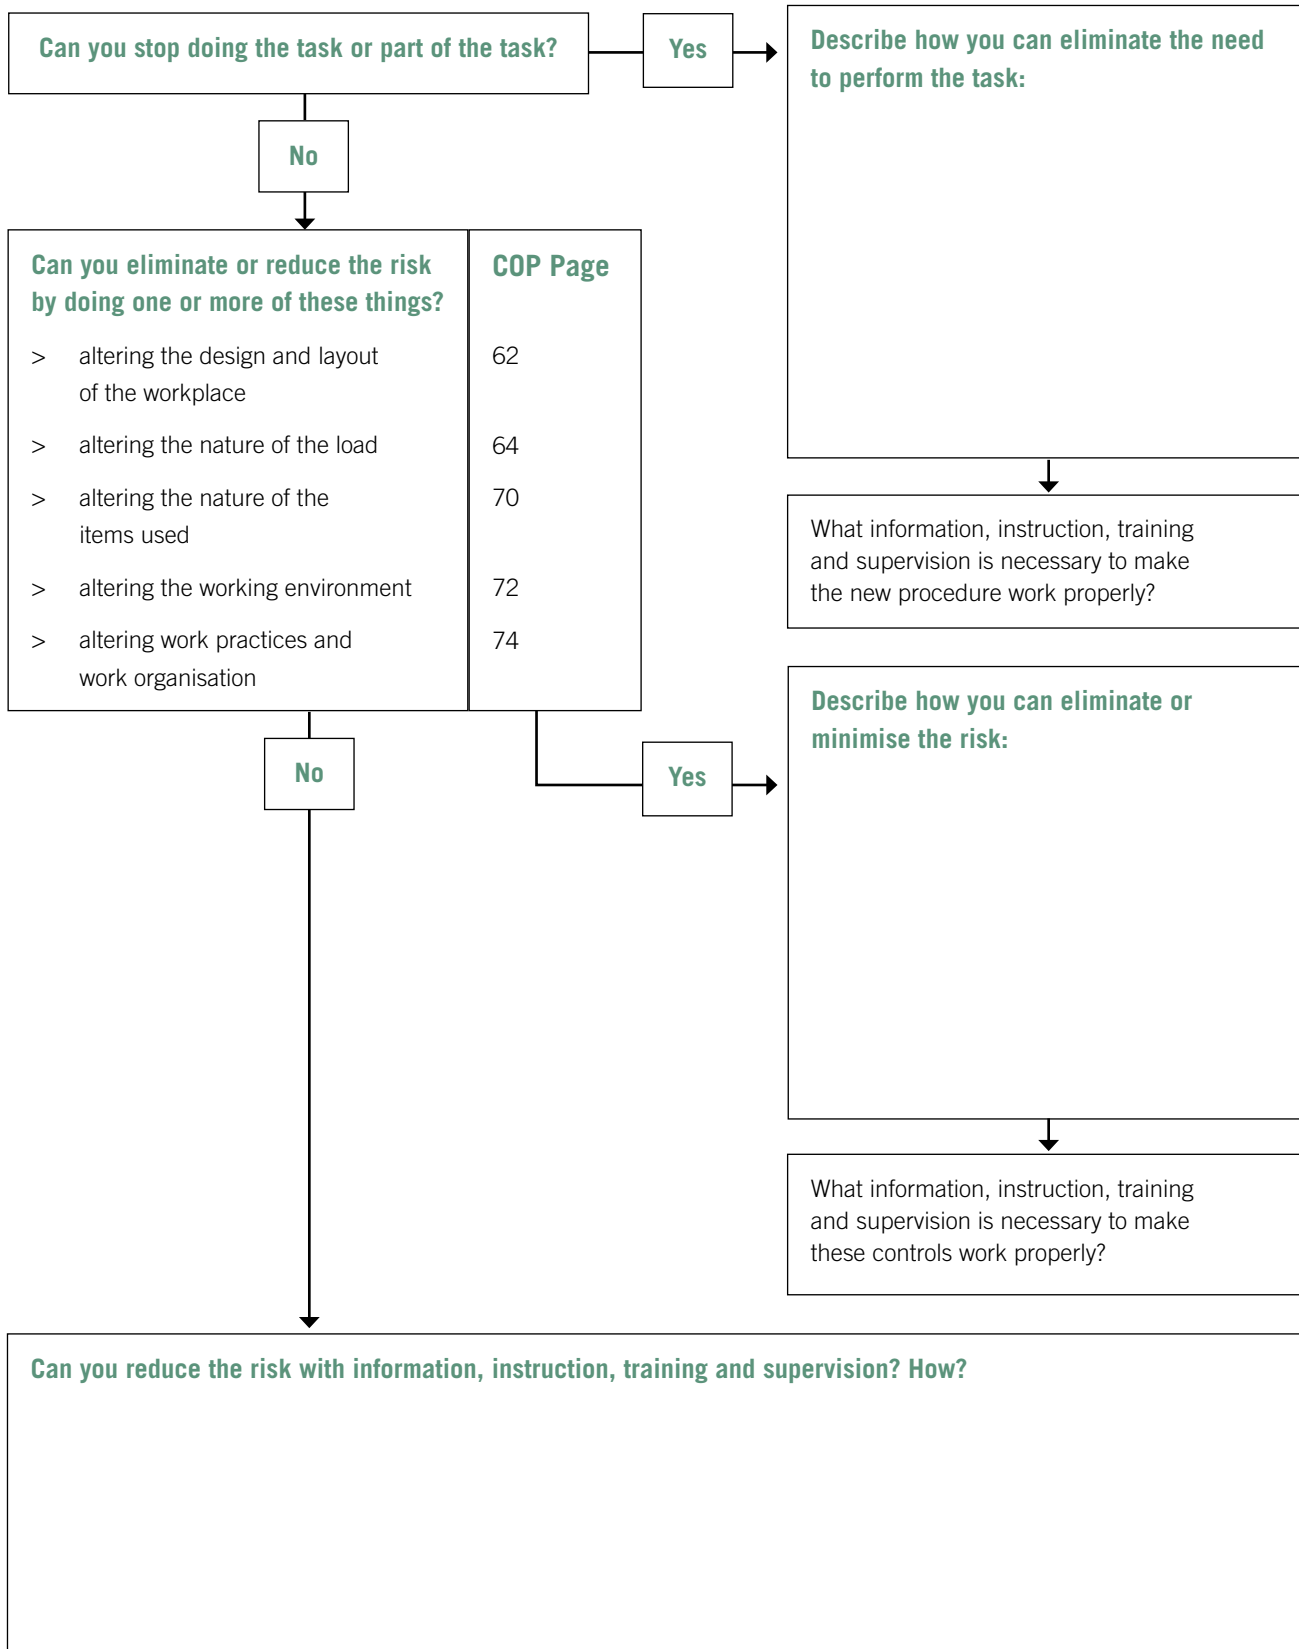 Can you stop doing the task or part of the task?
Yes
Describe how you can eliminate the need
to perform the task:
No
Can you eliminate or reduce the risk
by doing one or more of these things?
COP Page
> altering the design and layout
of the workplace
62
> altering the nature of the load
64
> altering the nature of the
items used
70
> altering the working environment
72
> altering work practices and
work organisation
74
What information, instruction, training
and supervision is necessary to make
the new procedure work properly?
No
Yes
Describe how you can eliminate or
minimise the risk:
What information, instruction, training
and supervision is necessary to make
these controls work properly?
Can you reduce the risk with information, instruction, training and supervision? How?